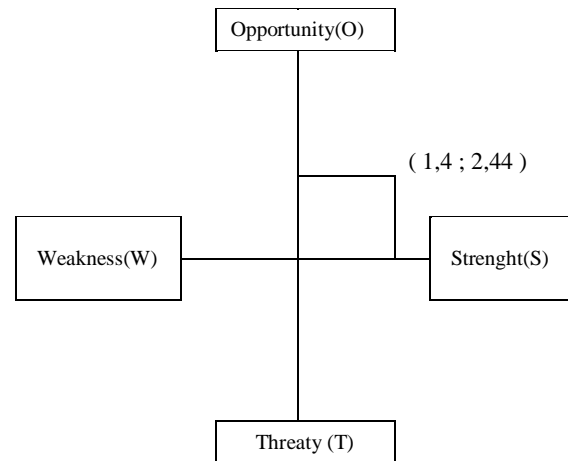 Opportunity(O)
( 1,4 ; 2,44 )
Weakness(W)
Strenght(S)
Threaty (T)